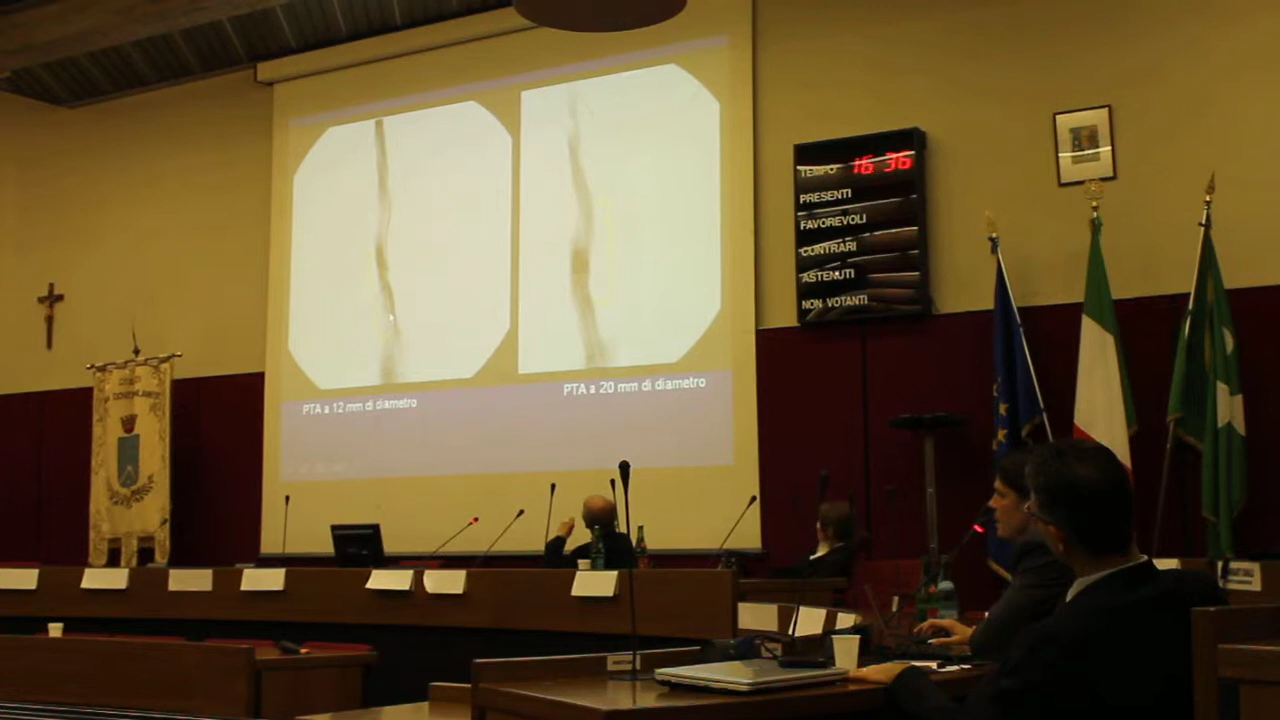 PTA a 12 mm di diametro
PTA a 20 mm di diametro
TEMPO 16 36
PRESENTI
FAVOREVOLI
CONTRARI
ASTENUTI
NON VOTANTI